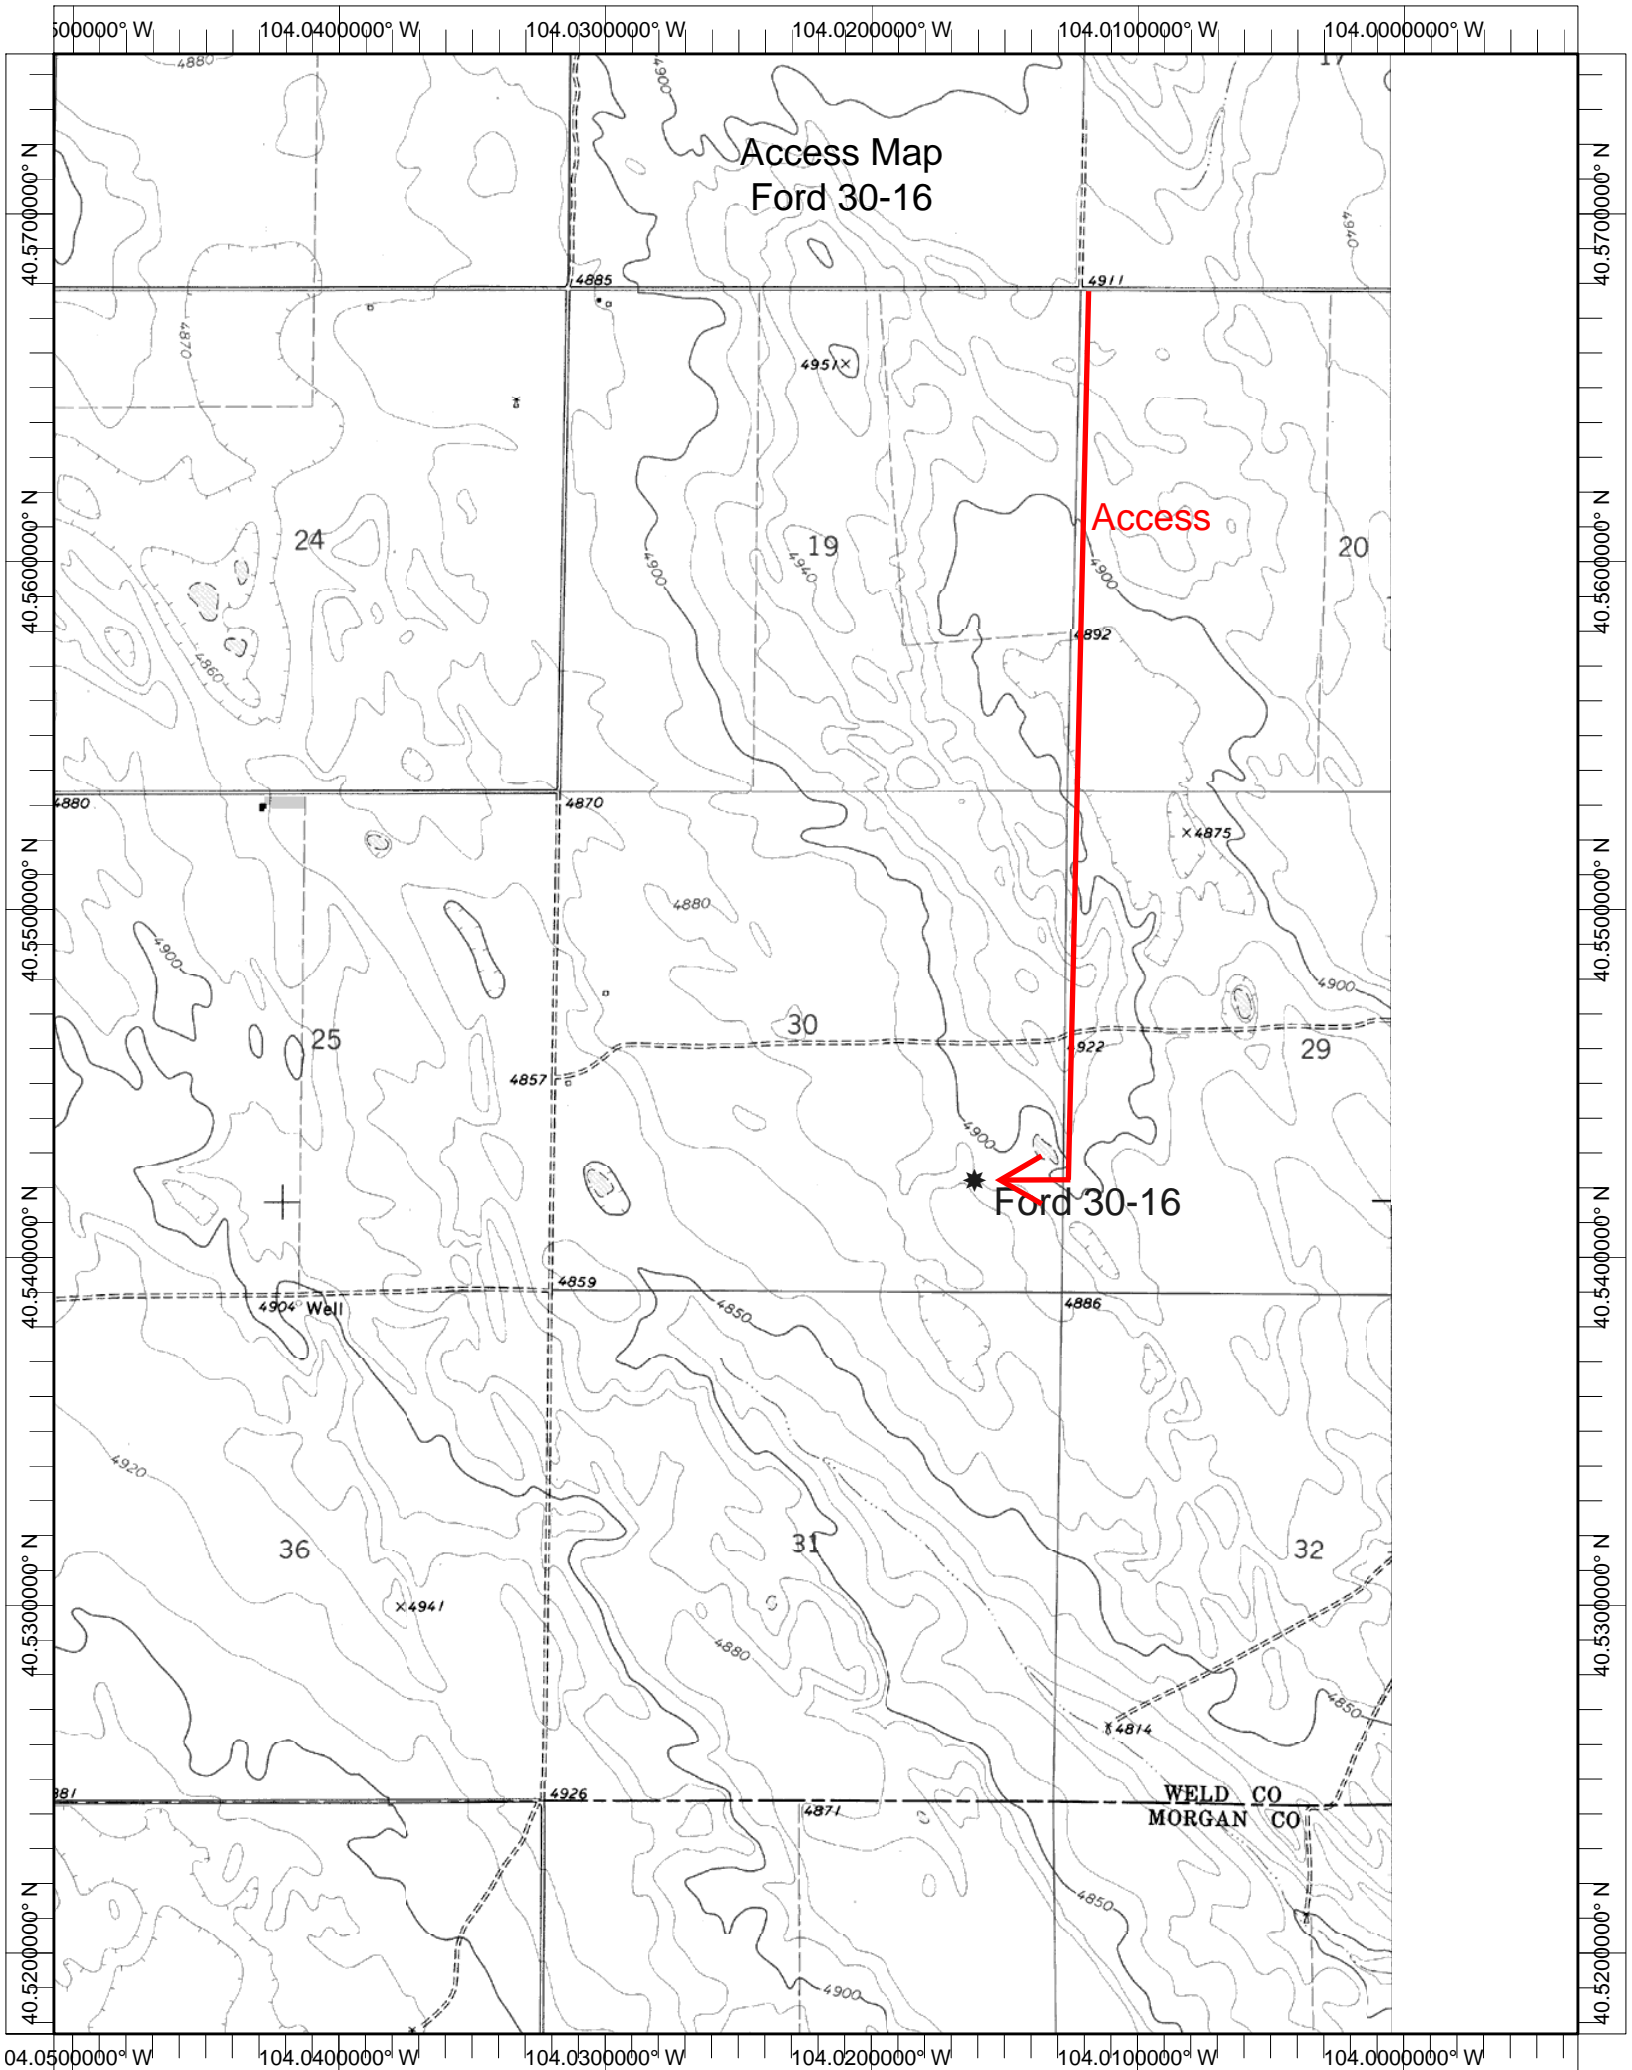 500000° W 104.0400000° W 104.0300000° W 104.0200000° W 104.0100000° W 104.0000000° W
17
4880
4900
Access Map
Ford 30-16
40.5700000° N
40.5700000° N
4940
4885
4911
4870
4951
Access
40.5600000° N
40.5600000° N
24
19
20
4900
4940
4900
4892
4860
4880
4870
4875
40.5500000° N
40.5500000° N
4880
4900
4900
25
30
4922
29
4857
4900
Ford 30-16
40.5400000° N
40.5400000° N
4859
4904 Well
4850
4886
4920
36
31
32
40.5300000° N
40.5300000° N
4941
4880
4850
4814
881
4926
WELD CO
4871
MORGAN CO
40.5200000° N
40.5200000° N
4850
4900
04.0500000° W 104.0400000° W 104.0300000° W 104.0200000° W 104.0100000° W 104.0000000° W